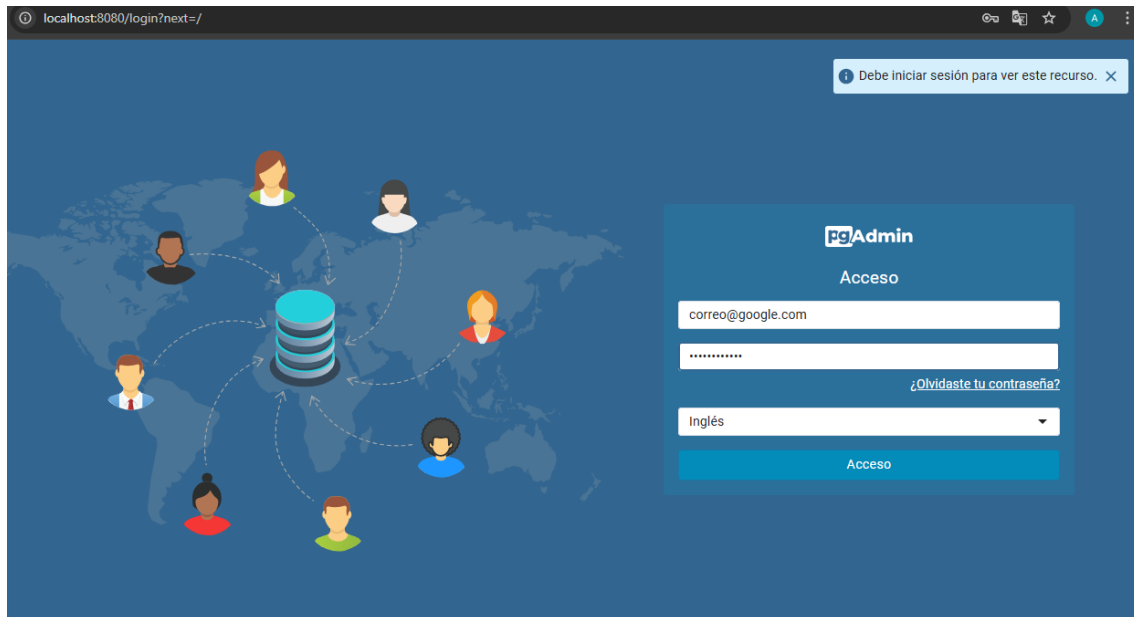 localhost:8080/login?next=/
A
Debe iniciar sesión para ver este recurso.
pgAdmin
Acceso
correo@google.com
••••••••••••
¿Olvidaste tu contraseña?
Inglés
Acceso